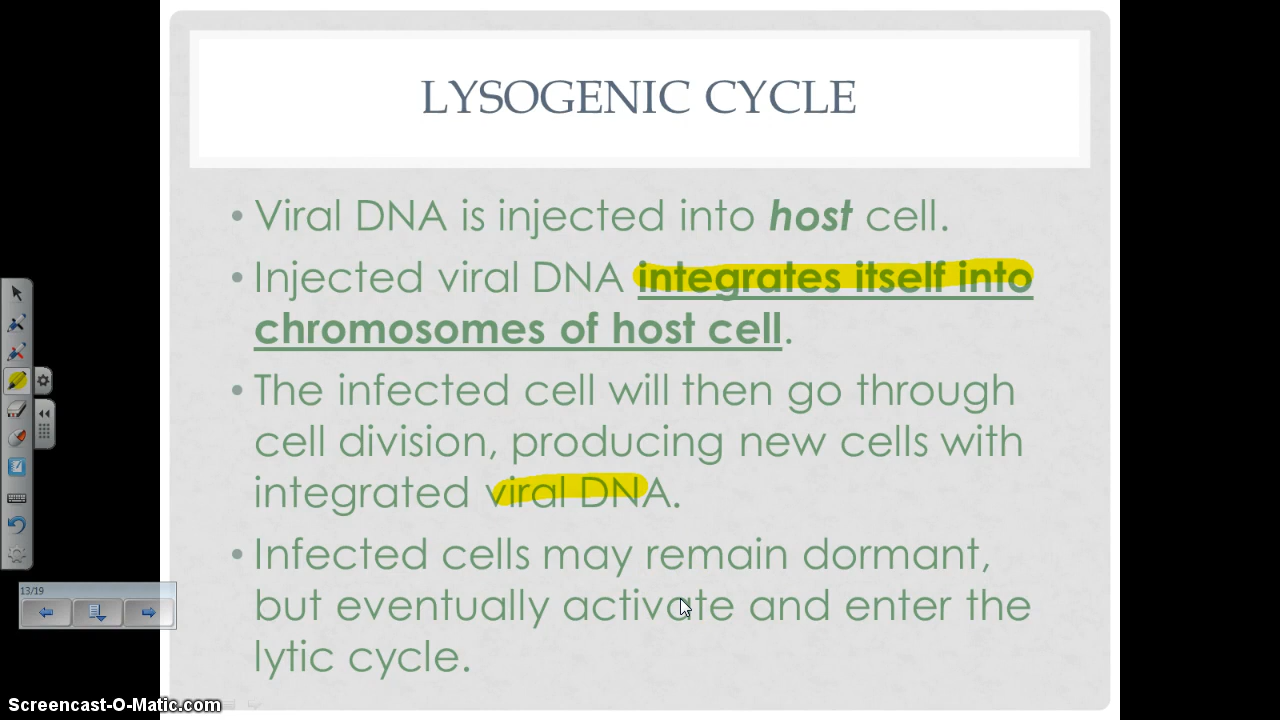 LYSOGENIC CYCLE
• Viral DNA is injected into host cell.
• Injected viral DNA integrates itself into
chromosomes of host cell.
• The infected cell will then go through
cell division, producing new cells with
integrated viral DNA.
• Infected cells may remain dormant,
but eventually activate and enter the
lytic cycle.
13/19
Screencast-O-Matic.com